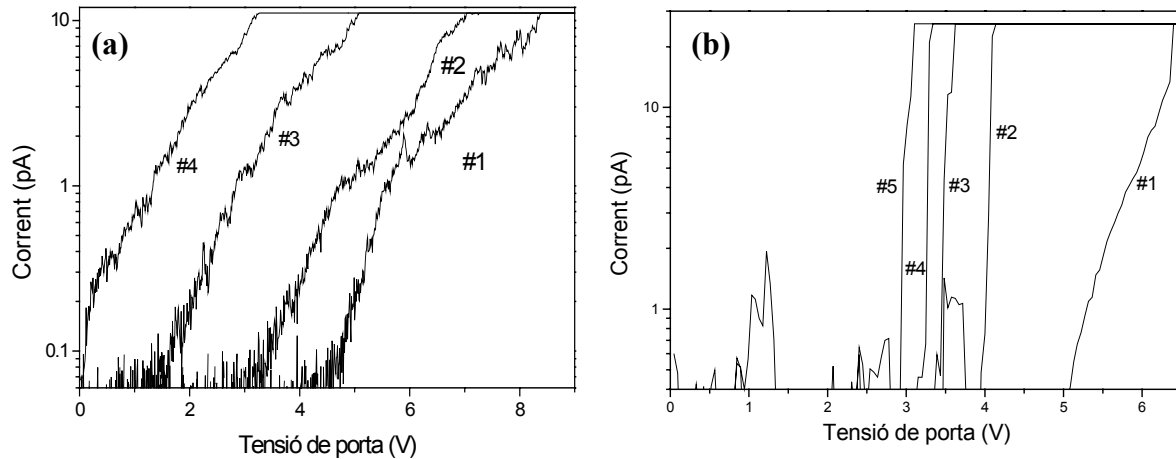 (a)
10
1
0.1
Corrent (pA)
#4
#3
#2
#1
0 2 4 6 8
Tensió de porta (V)
(b)
10
1
Corrent (pA)
#5
#4
#3
#2
#1
0 1 2 3 4 5 6
Tensió de porta (V)